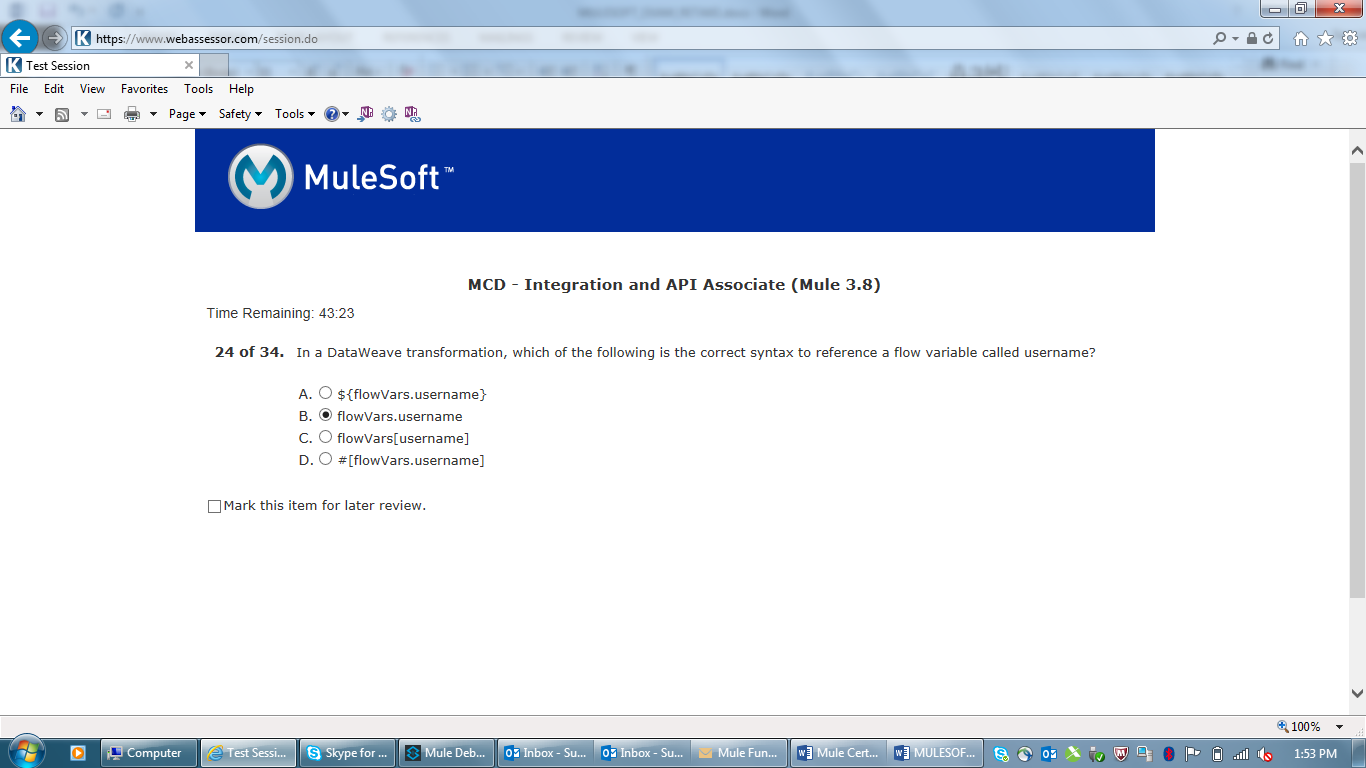 https://www.webassessor.com/session.do
Test Session
File Edit View Favorites Tools Help
Page Safety Tools
MuleSoft™
MCD - Integration and API Associate (Mule 3.8)
Time Remaining: 43:23
24 of 34. In a DataWeave transformation, which of the following is the correct syntax to reference a flow variable called username?
A. ${flowVars.username}
B. flowVars.username
C. flowVars[username]
D. #[flowVars.username]
Mark this item for later review.
100%
Computer
Test Sessi...
Skype for ...
Mule Deb...
Inbox - Su...
Inbox - Su...
Mule Fun...
Mule Cert...
MULESOF...
1:53 PM